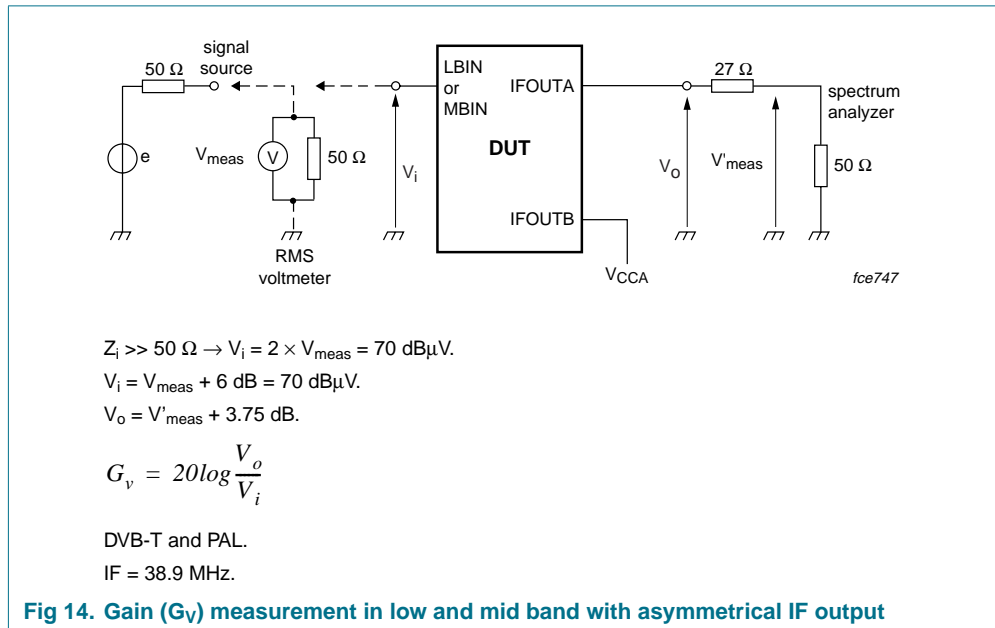 signal
source
50 Ω
e
V_meas
V
50 Ω
RMS
voltmeter
V_i
LBIN
or
MBIN
IFOUTA
DUT
IFOUTB
V_CCA
27 Ω
V_o
V'_meas
spectrum
analyzer
50 Ω
fce747
Z_i >> 50 Ω → V_i = 2 × V_meas = 70 dBμV.
V_i = V_meas + 6 dB = 70 dBμV.
V_o = V'_meas + 3.75 dB.
G_v = 20log V_o/V_i
DVB-T and PAL.
IF = 38.9 MHz.
Fig 14. Gain (G_V) measurement in low and mid band with asymmetrical IF output